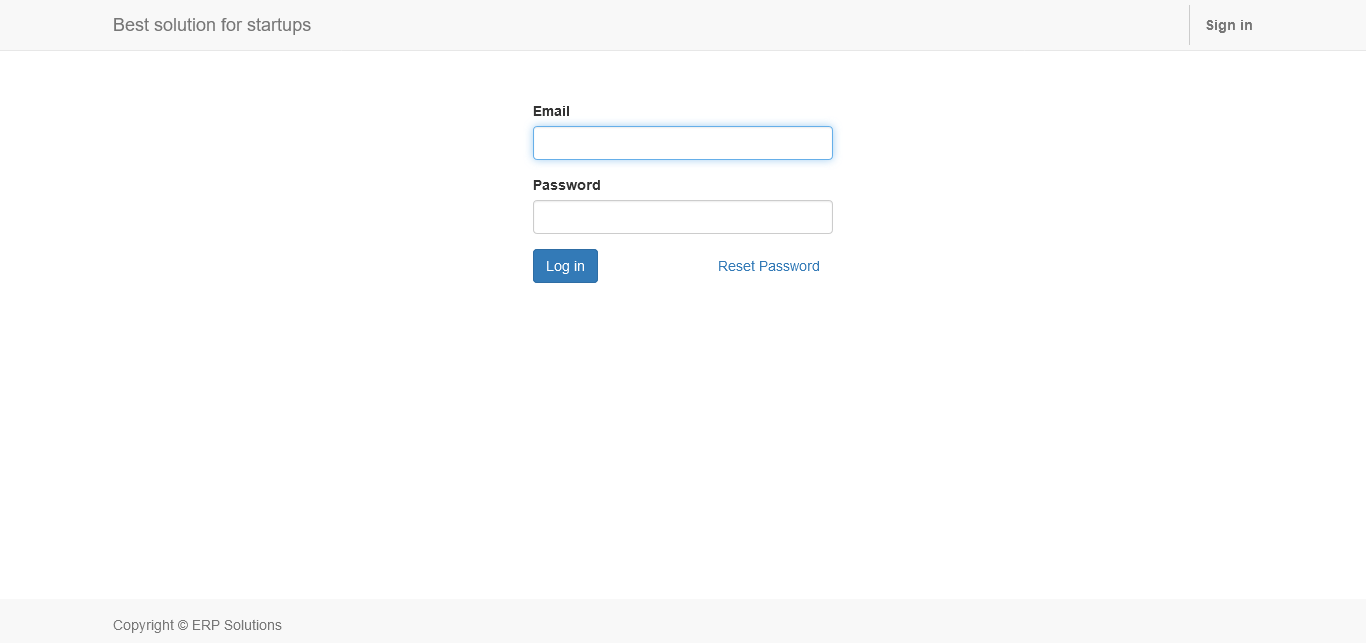 Best solution for startups
Sign in
Email
Password
Log in
Reset Password
Copyright © ERP Solutions